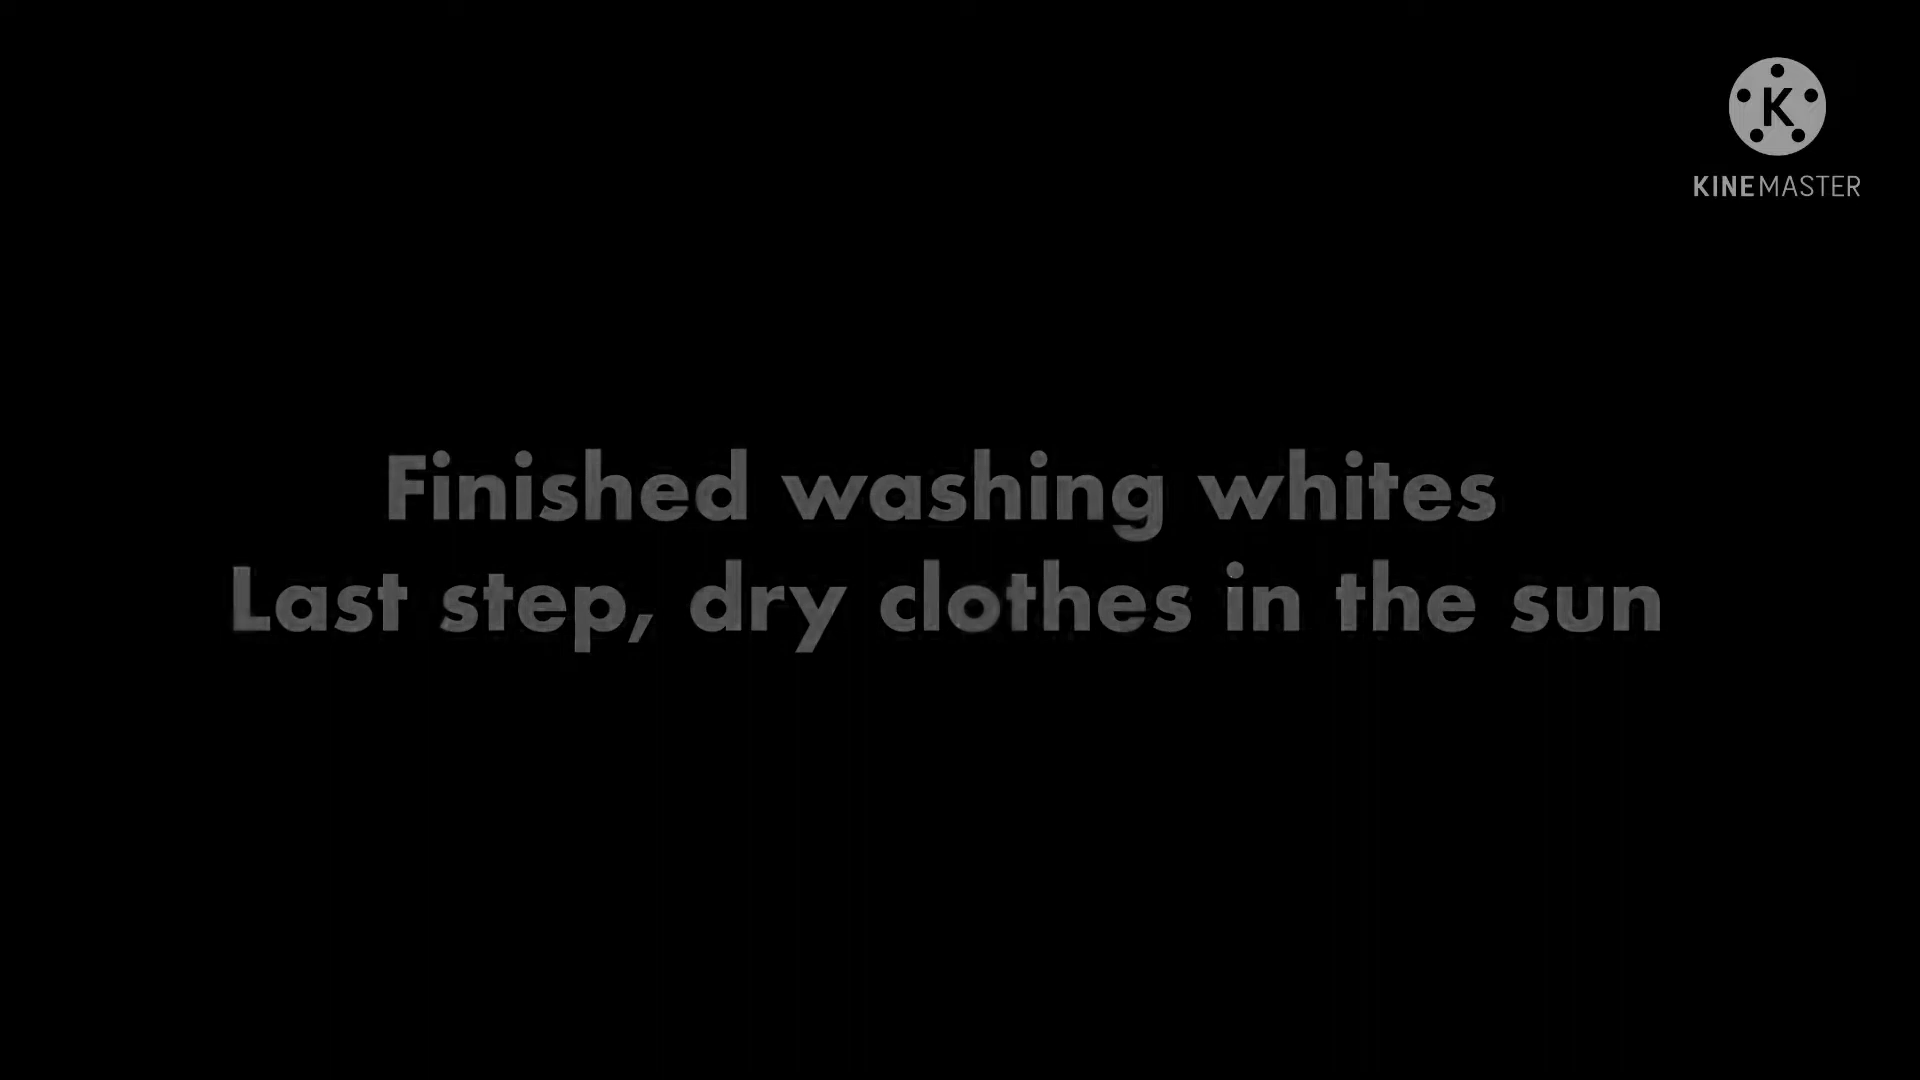 K
KINEMASTER
Finished washing whites
Last step, dry clothes in the sun